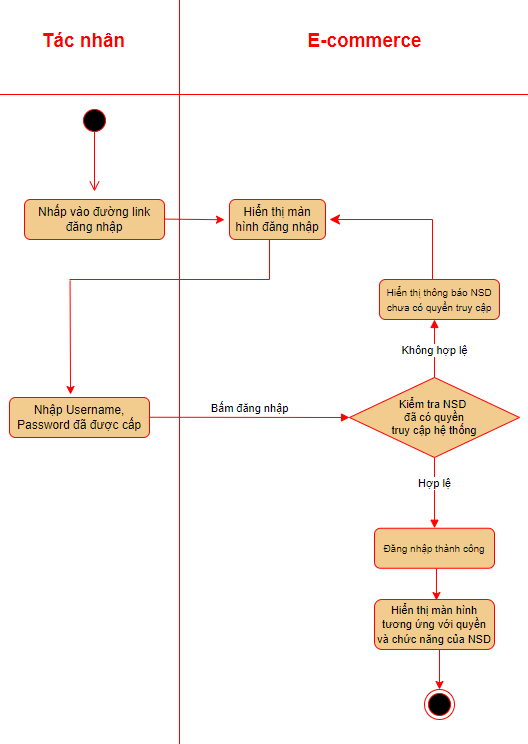 Tác nhân
E-commerce
Nhấp vào đường link
đăng nhập
Hiển thị màn
hình đăng nhập
Hiển thị thông báo NSD
chưa có quyền truy cập
Không hợp lệ
Nhập Username,
Password đã được cấp
Bấm đăng nhập
Kiểm tra NSD
đã có quyền
truy cập hệ thống
Hợp lệ
Đăng nhập thành công
Hiển thị màn hình
tương ứng với quyền
và chức năng của NSD